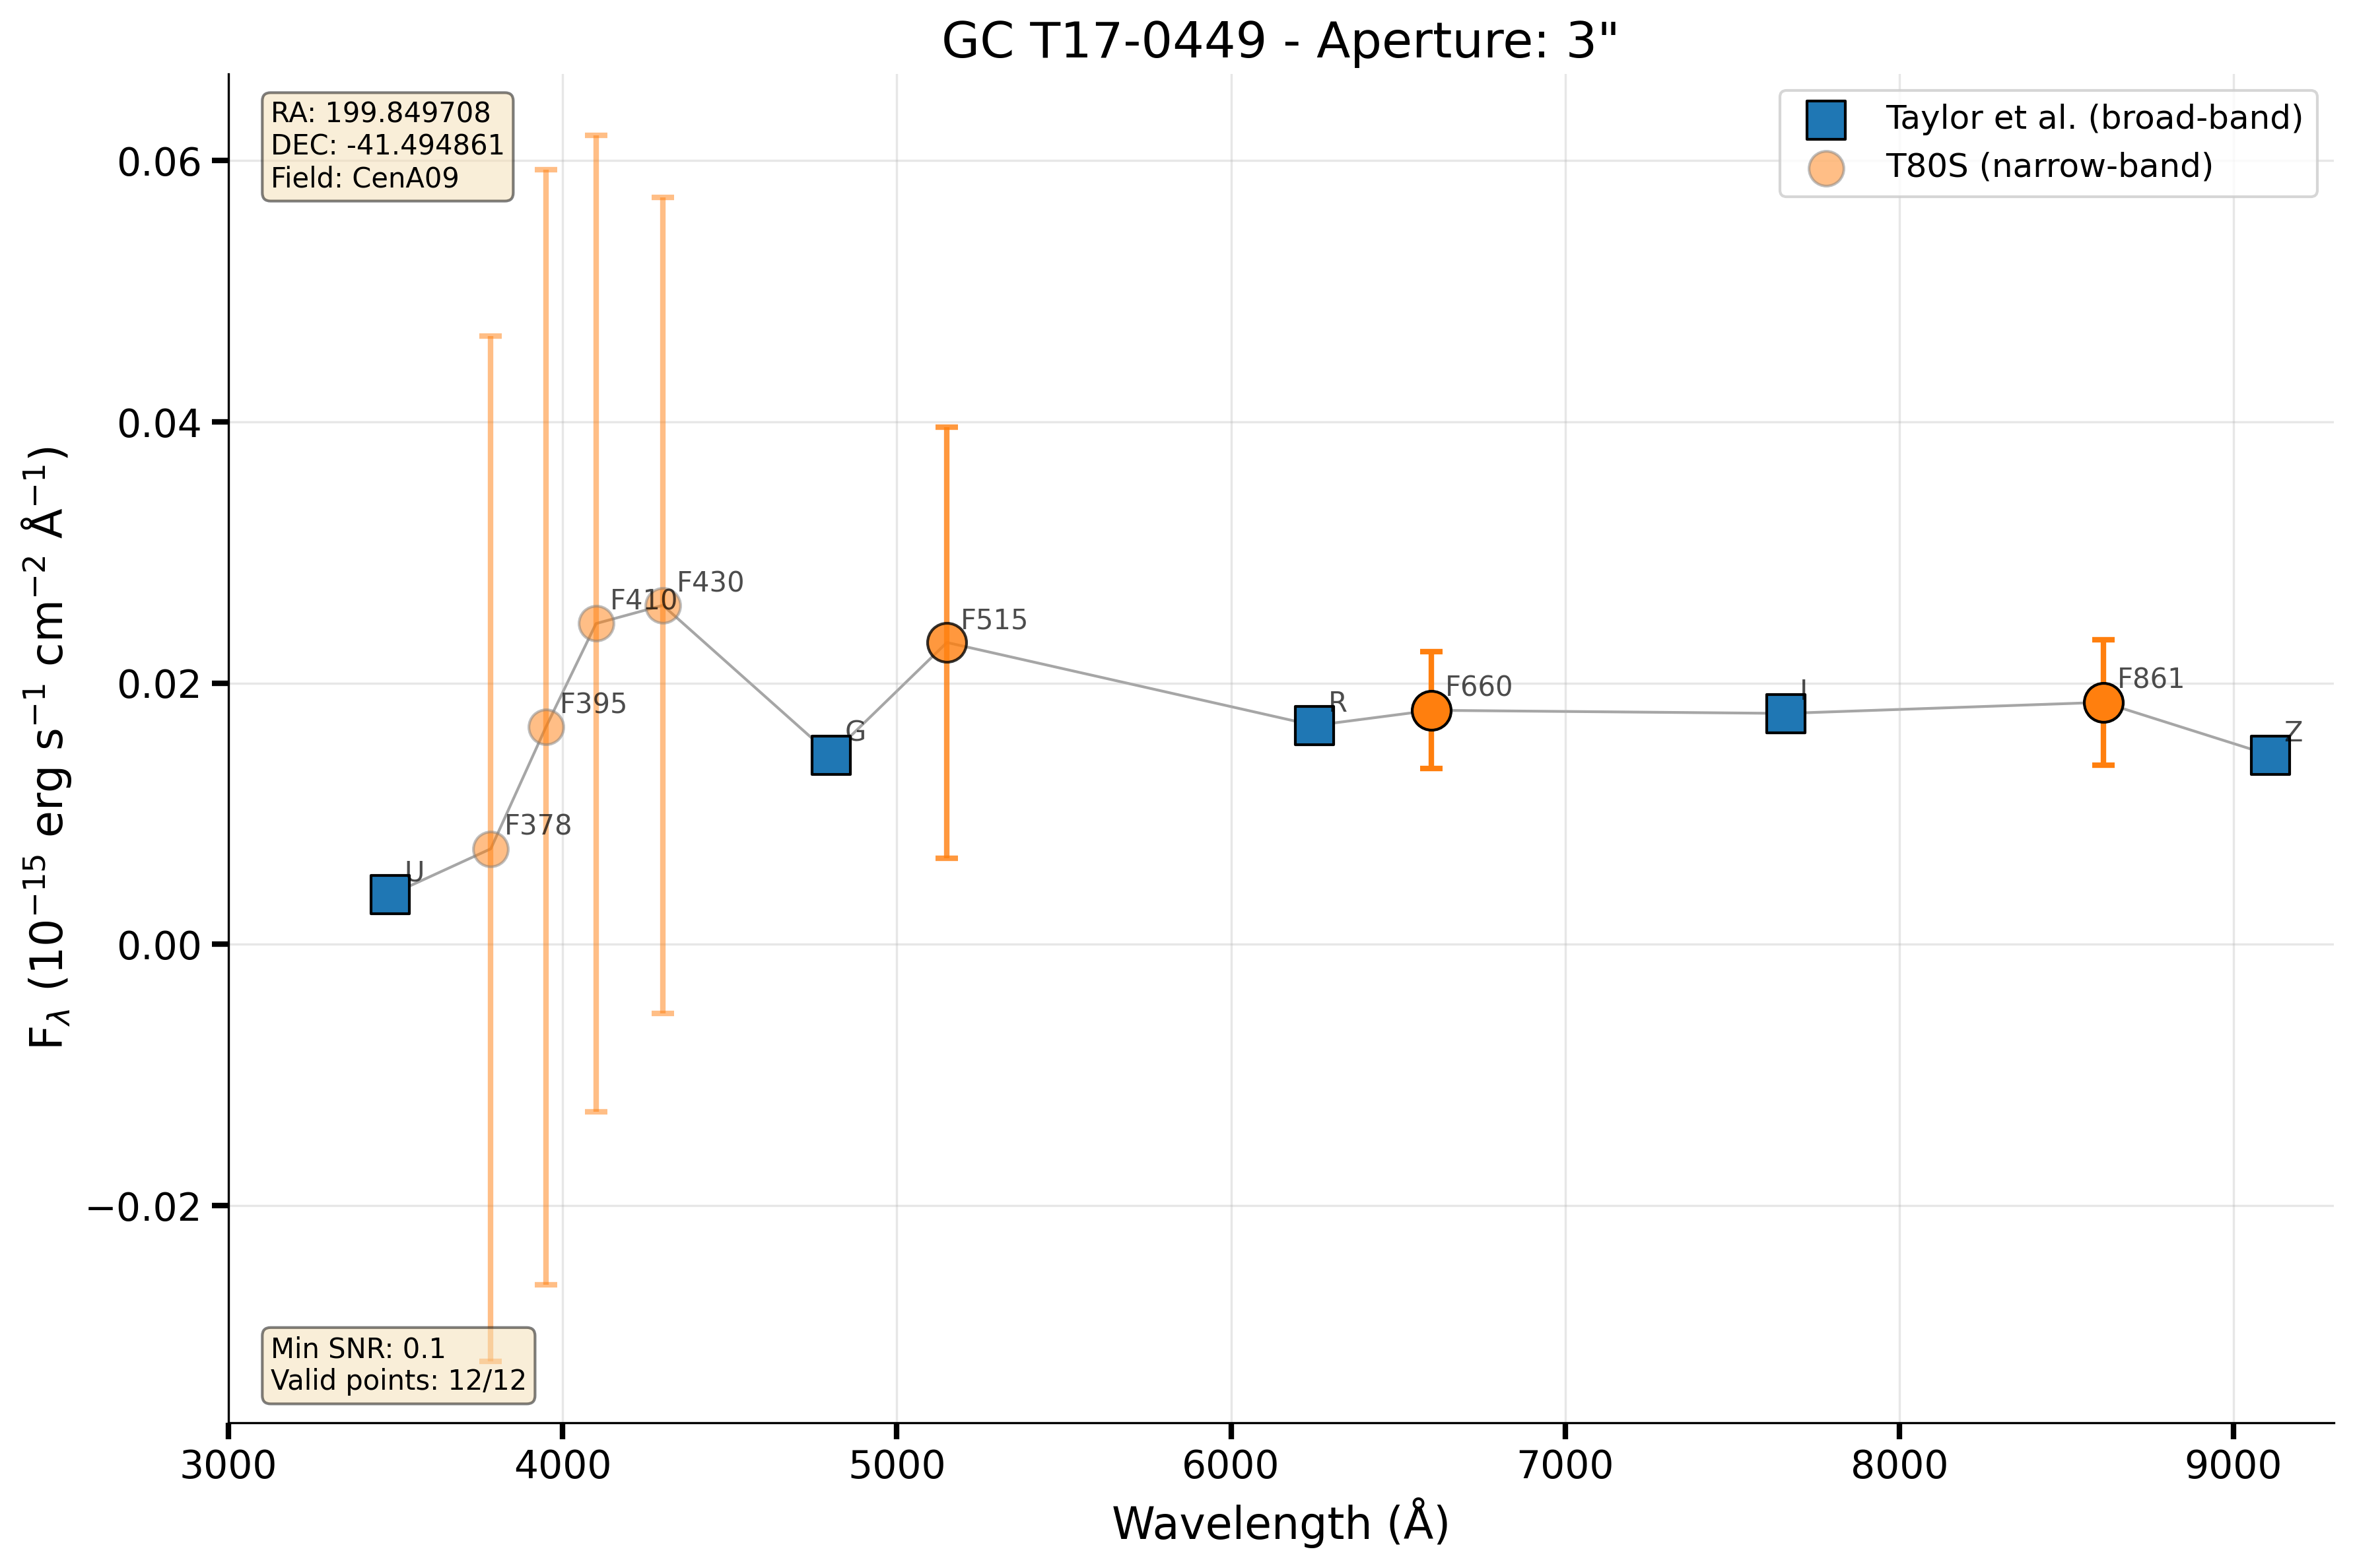 GC T17-0449 - Aperture: 3"
RA: 199.849708
DEC: -41.494861
Field: CenA09
Taylor et al. (broad-band)
T80S (narrow-band)
0.06
0.04
0.02
0.00
−0.02
F_λ (10⁻¹⁵ erg s⁻¹ cm⁻² Å⁻¹)
U
F378
F395
F410
F430
G
F515
R
F660
I
F861
Z
Min SNR: 0.1
Valid points: 12/12
3000 4000 5000 6000 7000 8000 9000
Wavelength (Å)